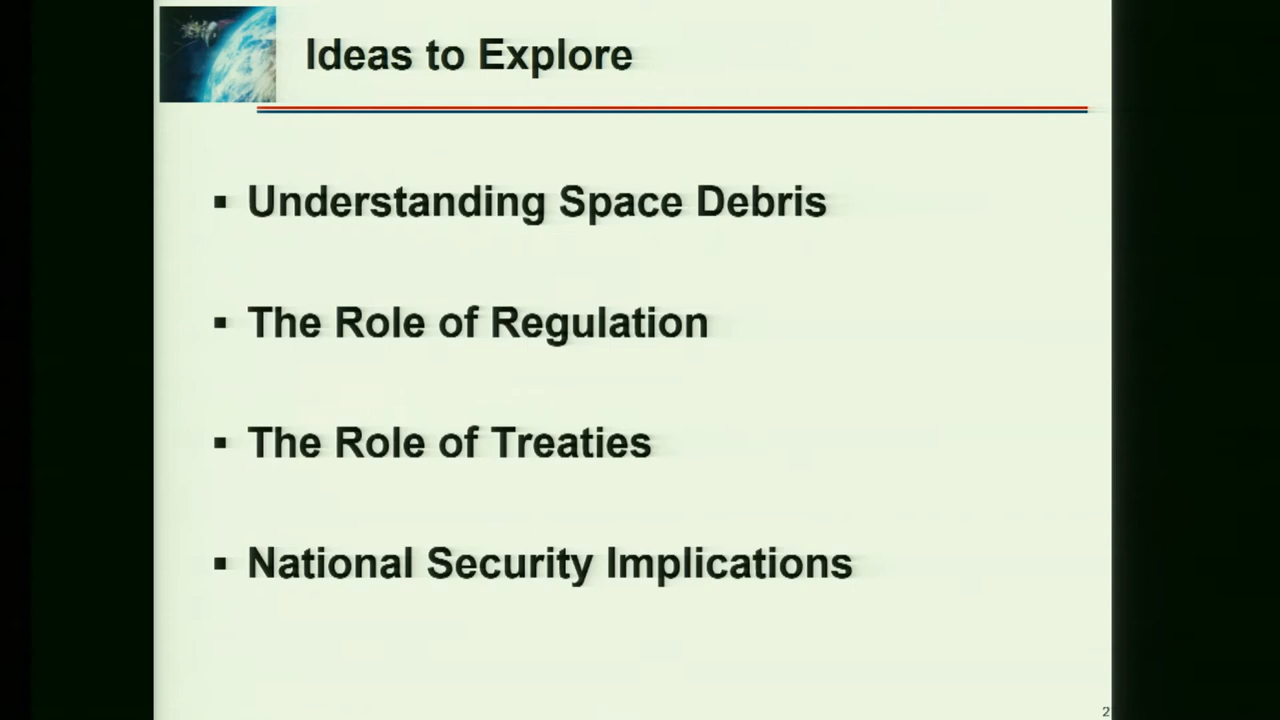 Ideas to Explore
▪ Understanding Space Debris
▪ The Role of Regulation
▪ The Role of Treaties
▪ National Security Implications
2